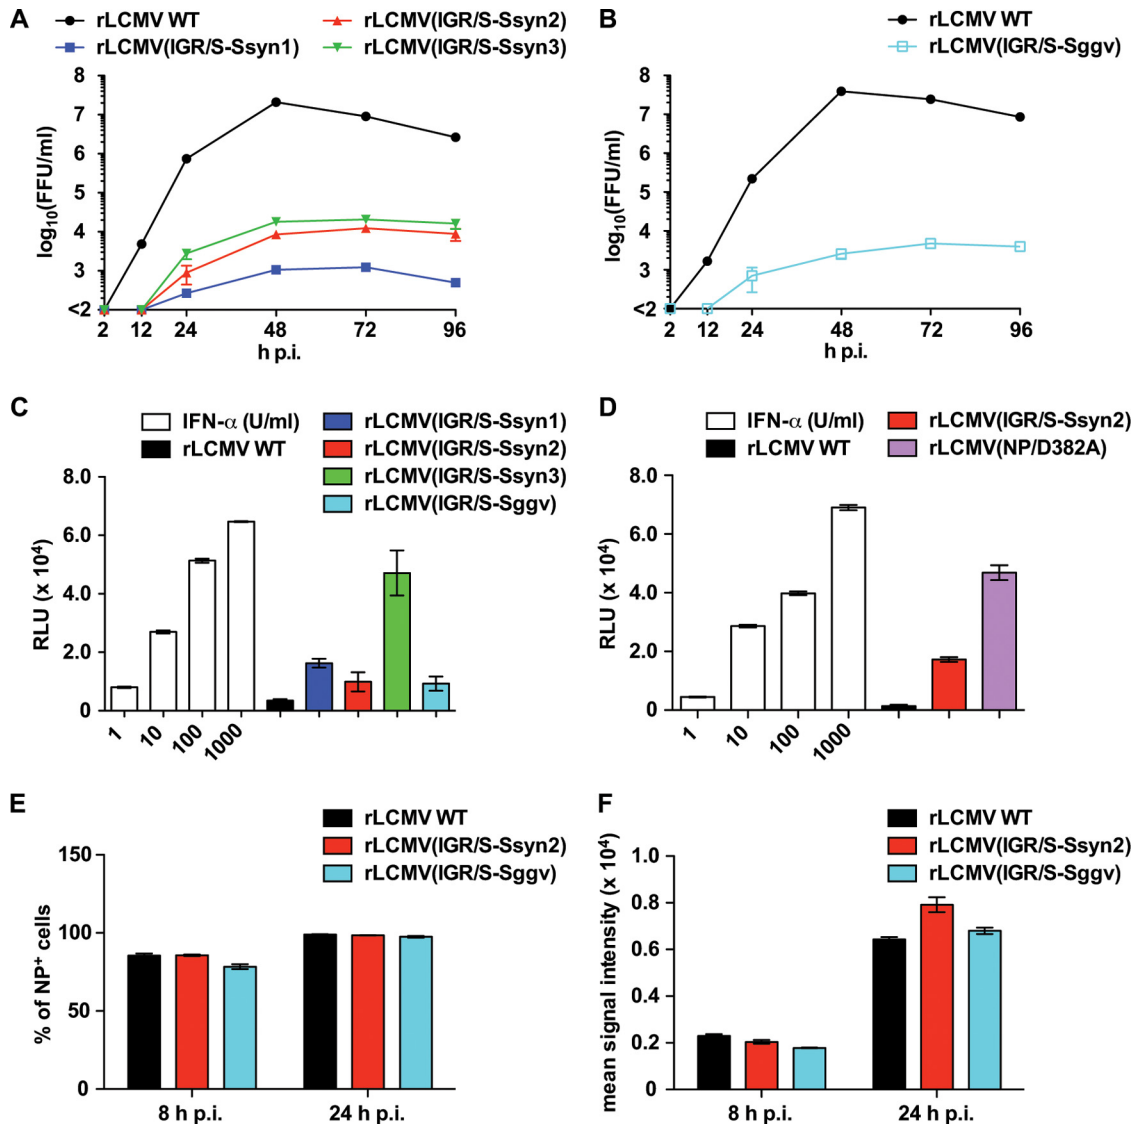 A
rLCMV WT
rLCMV(IGR/S-Ssyn1)
rLCMV(IGR/S-Ssyn2)
rLCMV(IGR/S-Ssyn3)
log10(FFU/ml)
8
7
6
5
4
3
<2
2 12 24 48 72 96
h p.i.
B
rLCMV WT
rLCMV(IGR/S-Sggv)
log10(FFU/ml)
8
7
6
5
4
3
<2
2 12 24 48 72 96
h p.i.
C
IFN-α (U/ml)
rLCMV WT
rLCMV(IGR/S-Ssyn1)
rLCMV(IGR/S-Ssyn2)
rLCMV(IGR/S-Ssyn3)
rLCMV(IGR/S-Sggv)
RLU (x 10⁴)
8.0
6.0
4.0
2.0
0
1 10 100 1000
D
IFN-α (U/ml)
rLCMV WT
rLCMV(IGR/S-Ssyn2)
rLCMV(NP/D382A)
RLU (x 10⁴)
8.0
6.0
4.0
2.0
0
1 10 100 1000
E
rLCMV WT
rLCMV(IGR/S-Ssyn2)
rLCMV(IGR/S-Sggv)
% of NP⁺ cells
150
100
50
0
8 h p.i. 24 h p.i.
F
rLCMV WT
rLCMV(IGR/S-Ssyn2)
rLCMV(IGR/S-Sggv)
mean signal intensity (x 10⁴)
1.0
0.8
0.6
0.4
0.2
0
8 h p.i. 24 h p.i.